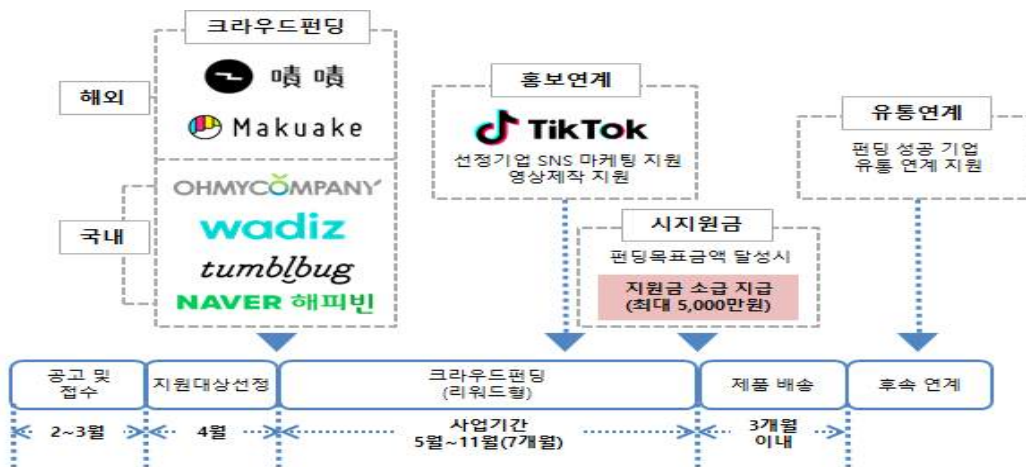 크라우드펀딩
해외
嘖嘖
Makuake
국내
OHMYCOMPANY
wadiz
tumblbug
NAVER 해피빈
홍보연계
TikTok
선정기업 SNS 마케팅 지원
영상제작 지원
시지원금
펀딩목표금액 달성시
지원금 소급 지급
(최대 5,000만원)
유통연계
펀딩 성공 기업
유통 연계 지원
공고 및
접수
지원대상선정
크라우드펀딩
(리워드형)
제품 배송
후속 연계
2~3월
4월
사업기간
5월~11월(7개월)
3개월
이내